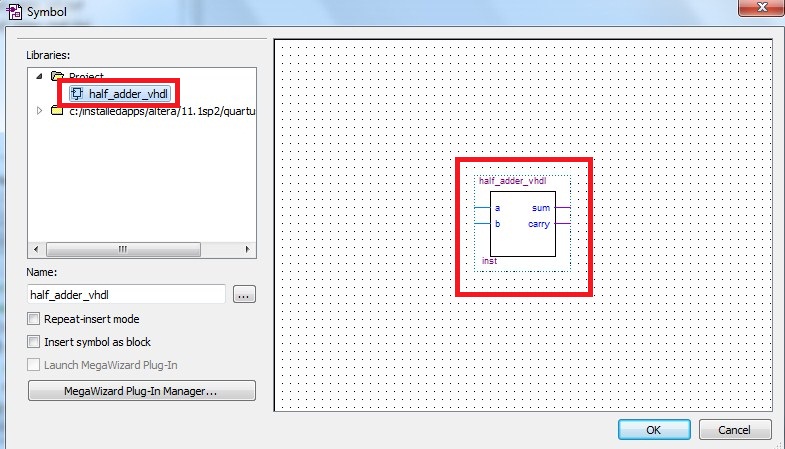 Symbol
Libraries:
Project
half_adder_vhdl
c:/installedapps/altera/11.1sp2/quartu
Name:
half_adder_vhdl
...
Repeat-insert mode
Insert symbol as block
Launch MegaWizard Plug-In
MegaWizard Plug-In Manager...
half_adder_vhdl
a sum
b carry
inst
OK Cancel